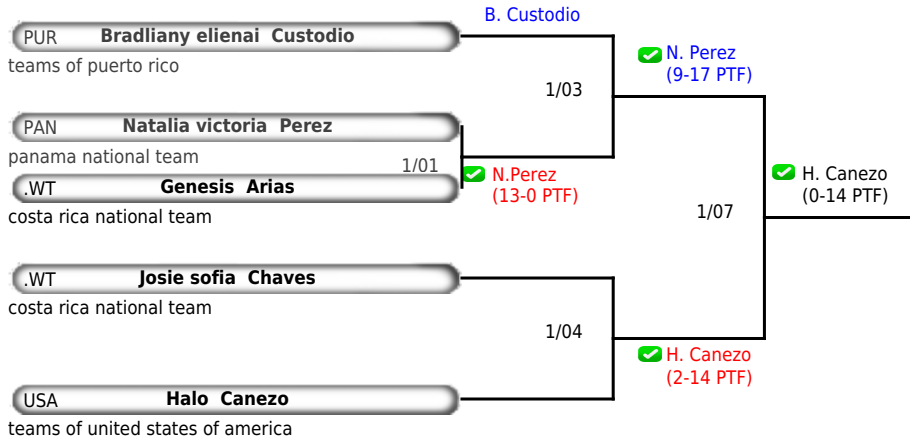 B. Custodio
PUR Bradliany elienai Custodio
teams of puerto rico
N. Perez
(9-17 PTF)
1/03
PAN Natalia victoria Perez
panama national team
1/01
N.Perez
(13-0 PTF)
.WT Genesis Arias
costa rica national team
H. Canezo
(0-14 PTF)
1/07
.WT Josie sofia Chaves
costa rica national team
1/04
H. Canezo
(2-14 PTF)
USA Halo Canezo
teams of united states of america